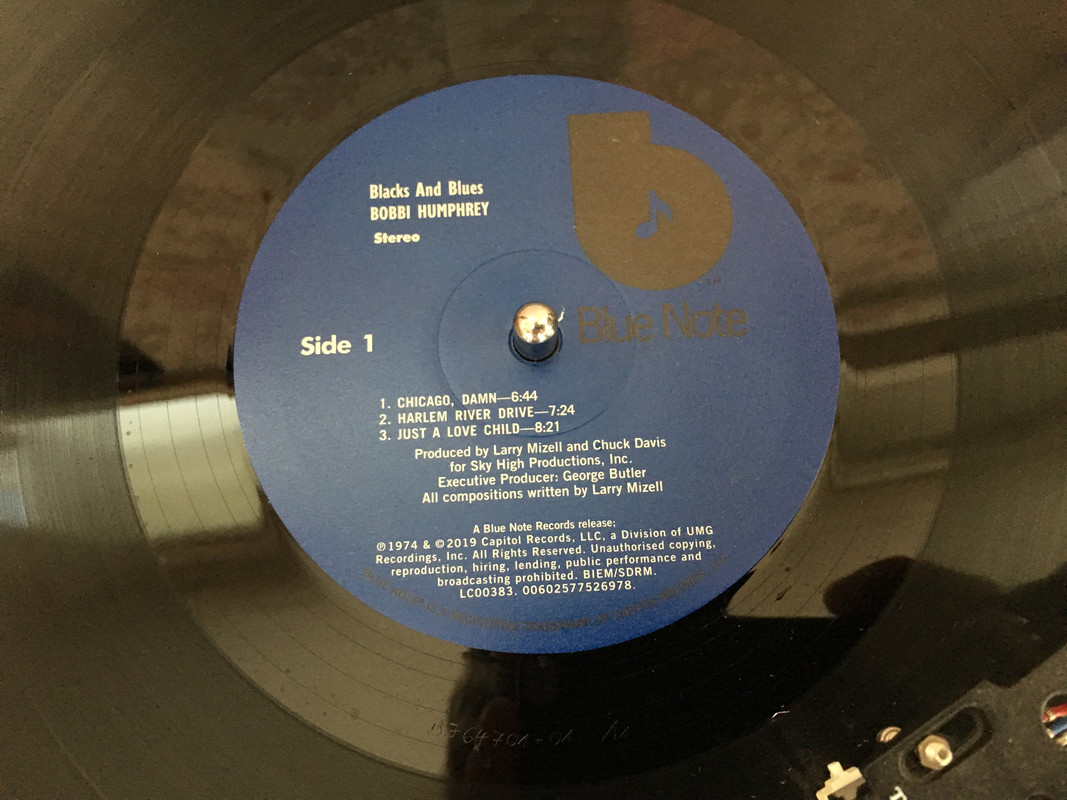 Blacks And Blues
BOBBI HUMPHREY
Stereo
TM
Blue Note
Side 1
1. CHICAGO, DAMN—6:44
2. HARLEM RIVER DRIVE—7:24
3. JUST A LOVE CHILD—8:21
Produced by Larry Mizell and Chuck Davis
for Sky High Productions, Inc.
Executive Producer: George Butler
All compositions written by Larry Mizell
A Blue Note Records release;
℗1974 & ©2019 Capitol Records, LLC, a Division of UMG
Recordings, Inc. All Rights Reserved. Unauthorised copying,
reproduction, hiring, lending, public performance and
broadcasting prohibited. BIEM/SDRM.
LC00383. 00602577526978.